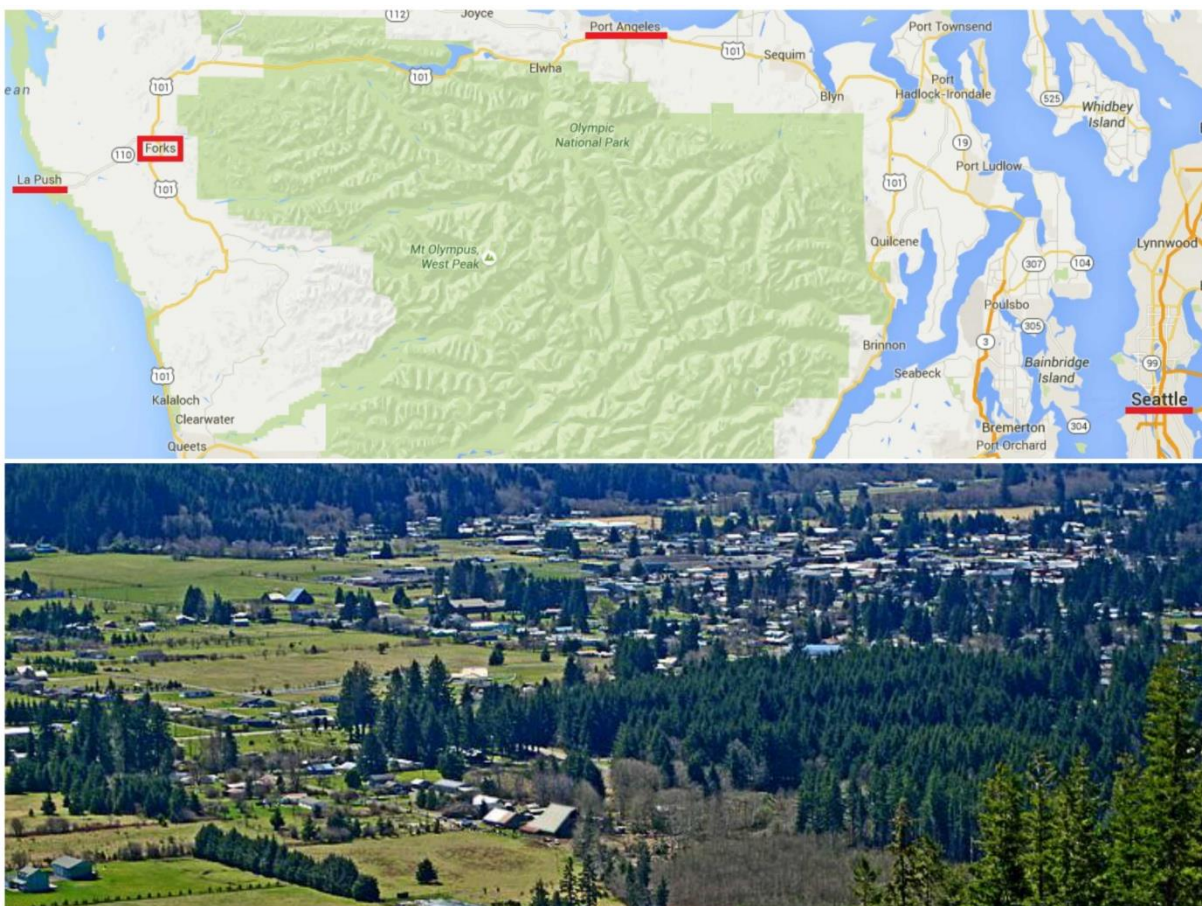 112
Joyce
Port Angeles
Port Townsend
101
101
Sequim
101
Elwha
101
ean
Blyn
Port
Hadlock-Irondale
525
Whidbey
Island
Olympic
National Park
19
110
Forks
Port Ludlow
La Push
101
101
Quilcene
Lynnwood
Mt Olympus,
West Peak
307
104
Poulsbo
305
3
Brinnon
Bainbridge
Island
99
Seabeck
101
Kalaloch
Seattle
Clearwater
Bremerton
304
Queets
Port Orchard